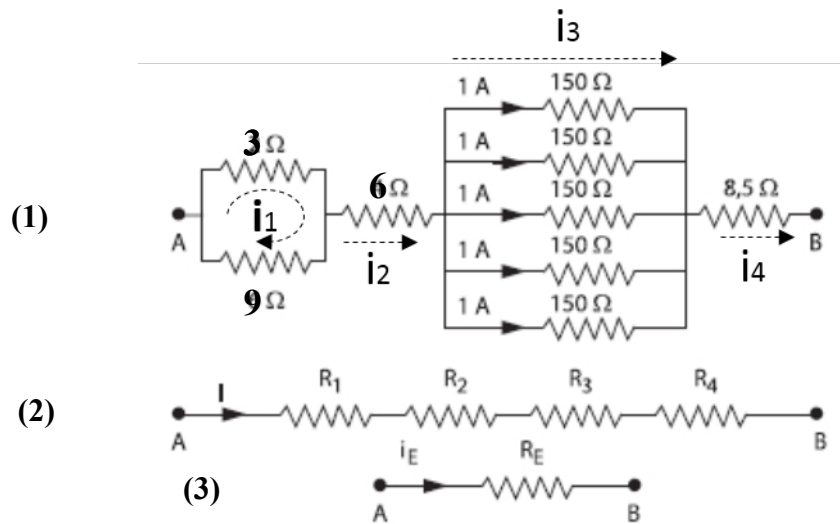 i3
1 A 150 Ω
1 A 150 Ω
3 Ω
6 Ω
1 A 150 Ω
8,5 Ω
(1)
A
i1
i2
i4
B
9 Ω
1 A 150 Ω
1 A 150 Ω
(2)
I
R1 R2 R3 R4
A B
(3)
iE RE
A B